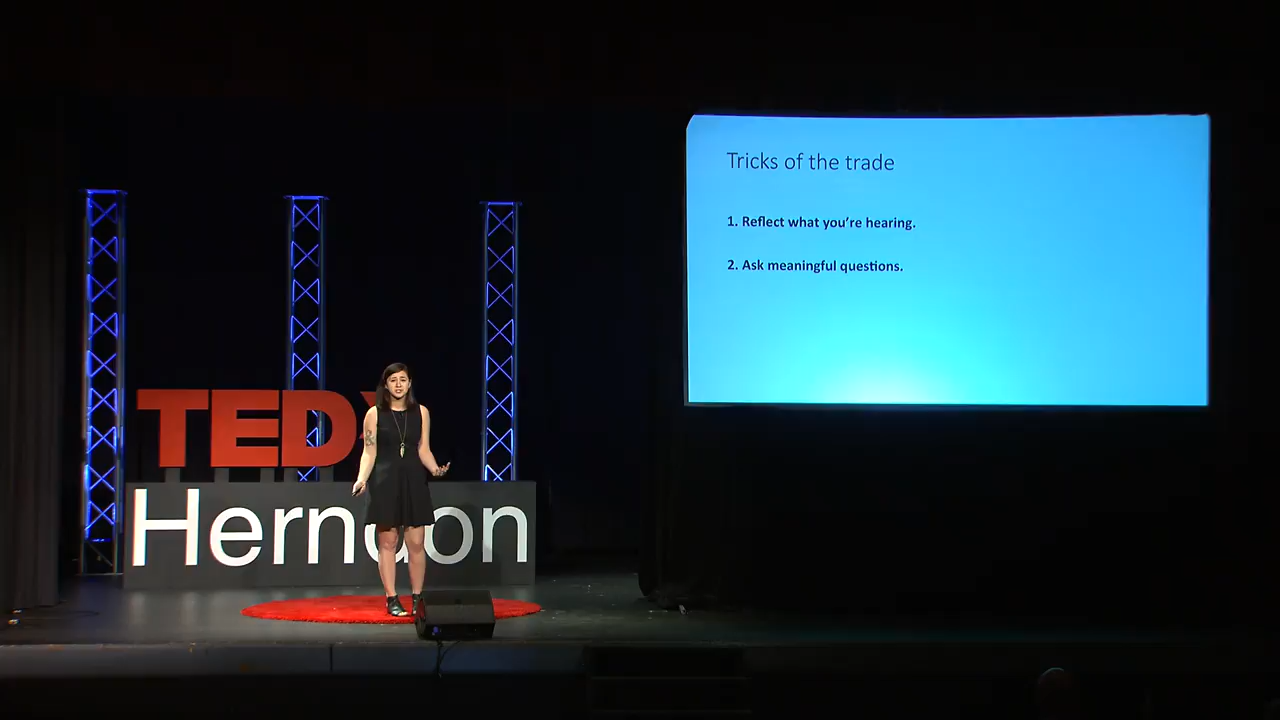 TEDx
Herndon
Tricks of the trade
1. Reflect what you're hearing.
2. Ask meaningful questions.